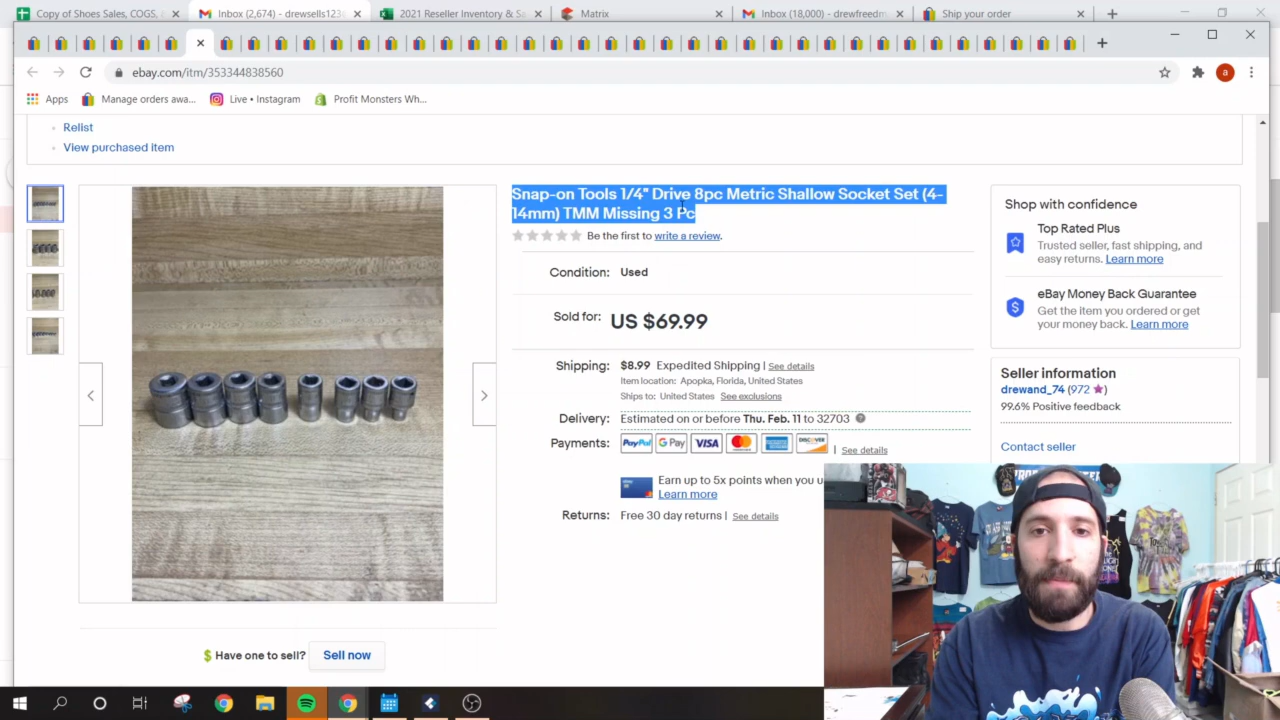 Copy of Shoes Sales, COGS,
Inbox (2,674) - drewsells123
2021 Reseller Inventory & Sa
Matrix
Inbox (18,000) - drewfreedm
Ship your order
ebay.com/itm/353344838560
a
Apps
Manage orders awa...
Live • Instagram
Profit Monsters Wh...
Relist
View purchased item
Snap-on Tools 1/4" Drive 8pc Metric Shallow Socket Set (4-
14mm) TMM Missing 3 Pc
Be the first to write a review.
Condition: Used
Sold for: US $69.99
Shipping: $8.99 Expedited Shipping | See details
Item location: Apopka, Florida, United States
Ships to: United States See exclusions
Delivery: Estimated on or before Thu. Feb. 11 to 32703
Payments: PayPal G Pay VISA DISCOVER | See details
Earn up to 5x points when you u
Learn more
Returns: Free 30 day returns | See details
Shop with confidence
Top Rated Plus
Trusted seller, fast shipping, and
easy returns. Learn more
eBay Money Back Guarantee
Get the item you ordered or get
your money back. Learn more
Seller information
drewand_74 (972 )
99.6% Positive feedback
Contact seller
$ Have one to sell? Sell now